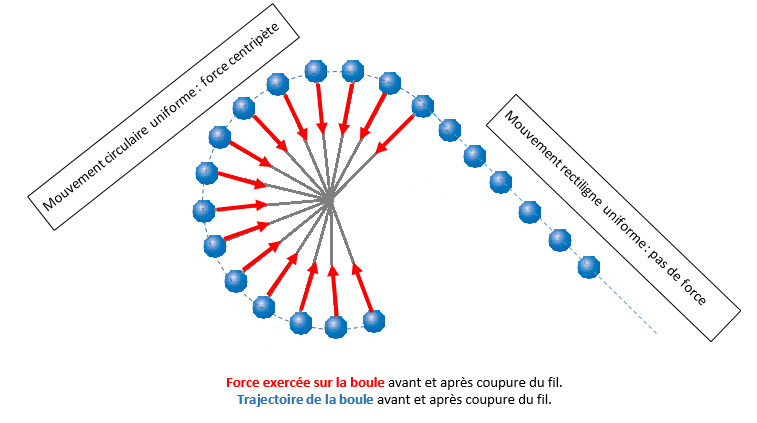 Mouvement circulaire uniforme : force centripète
Mouvement rectiligne uniforme : pas de force
Force exercée sur la boule avant et après coupure du fil.
Trajectoire de la boule avant et après coupure du fil.